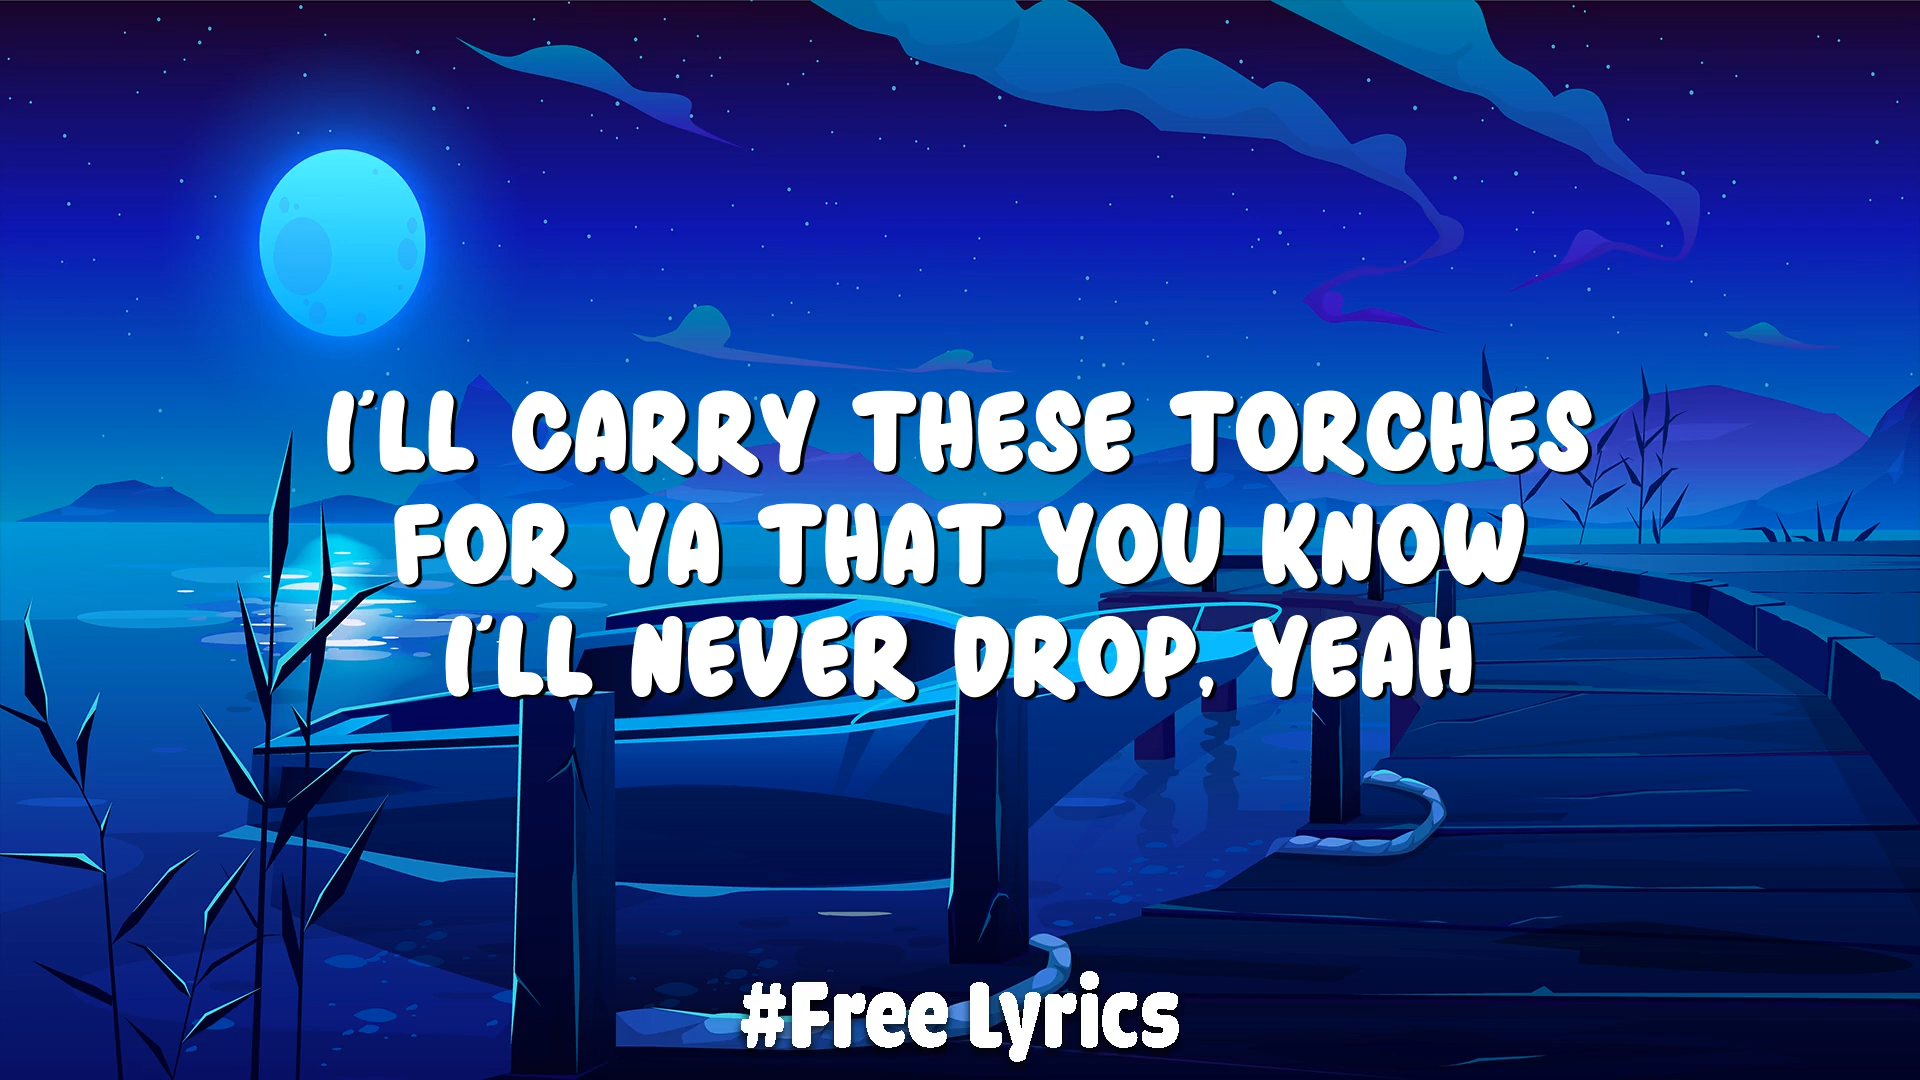 I'LL CARRY THESE TORCHES
FOR YA THAT YOU KNOW
I'LL NEVER DROP, YEAH
#Free Lyrics